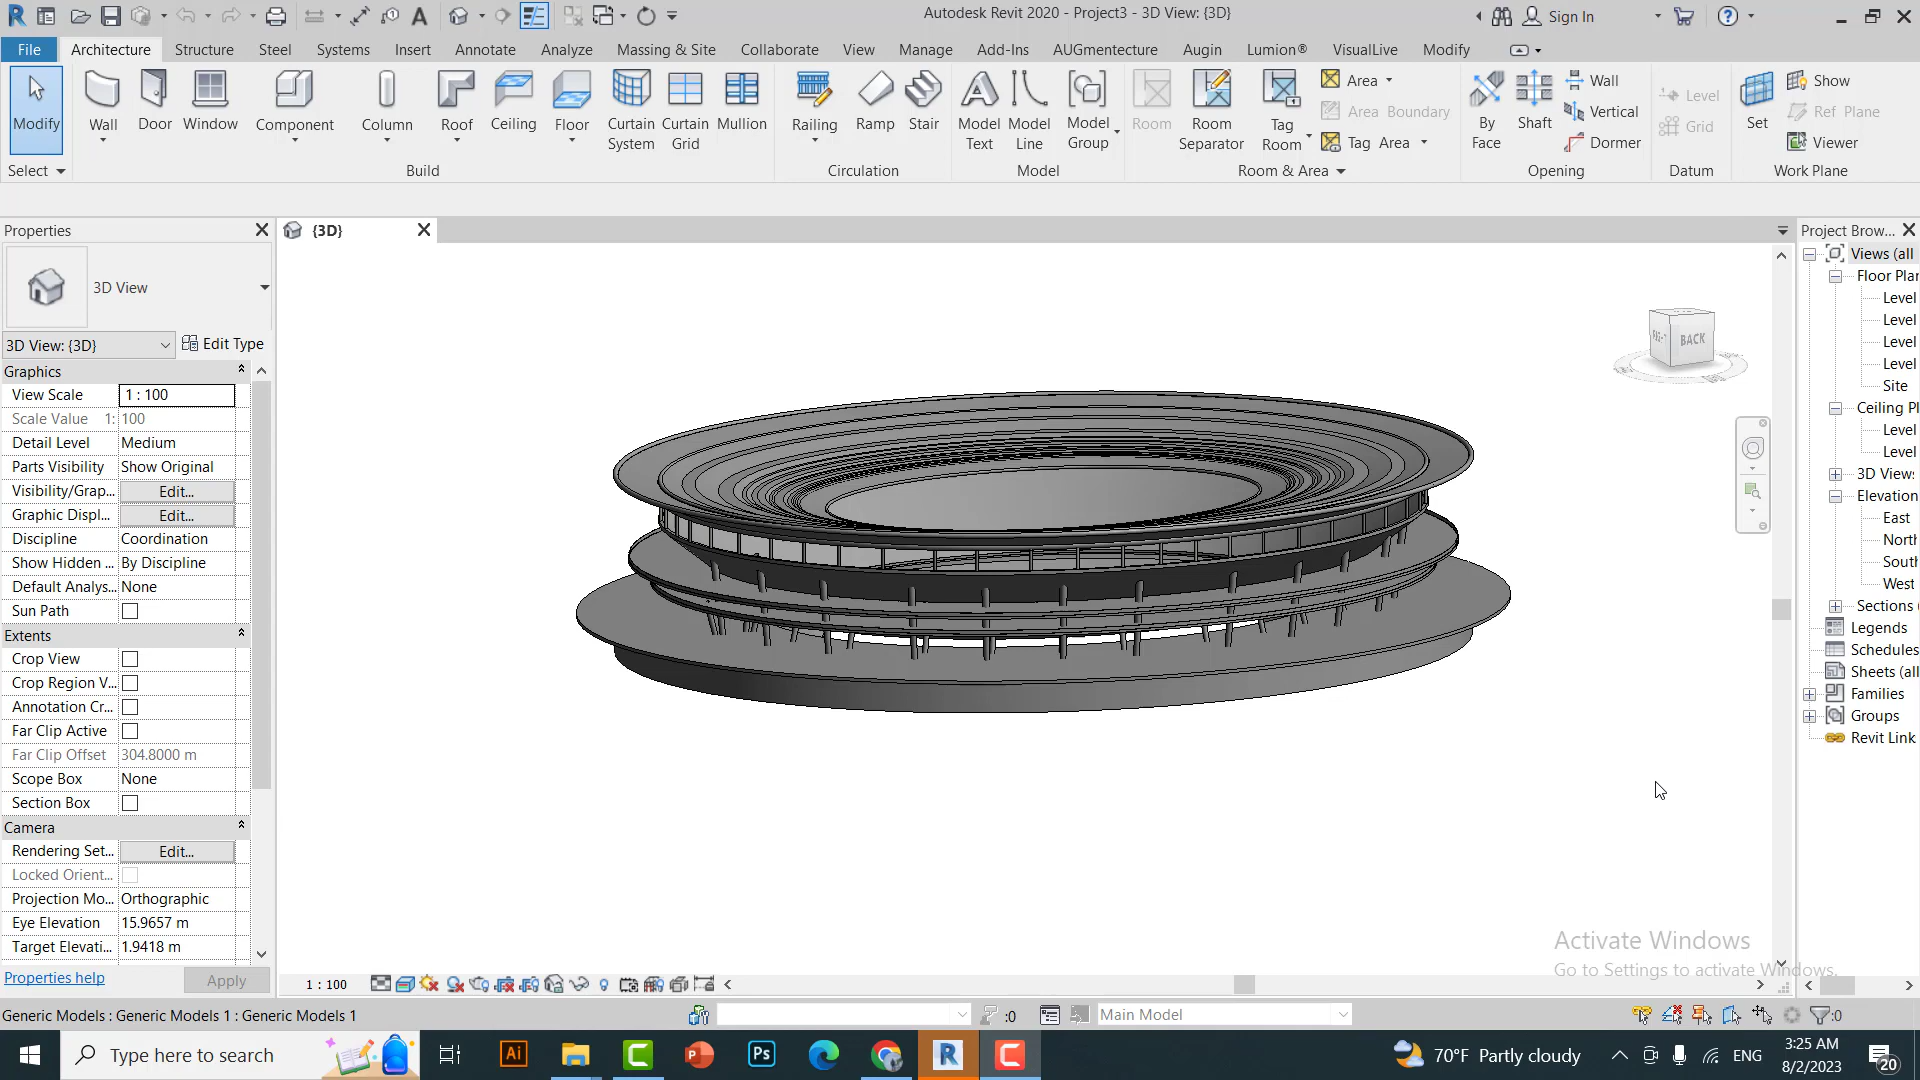 Autodesk Revit 2020 - Project3 - 3D View: {3D}
Sign In
File Architecture Structure Steel Systems Insert Annotate Analyze Massing & Site Collaborate View Manage Add-Ins AUGmentecture Augin Lumion® VisualLive Modify
Modify Wall Door Window Component Column Roof Ceiling Floor Curtain System Curtain Grid Mullion Railing Ramp Stair Model Text Model Line Model Group Room Room Separator Tag Room Area Area Boundary Tag Area By Face Shaft Wall Vertical Dormer Level Grid Set Show Ref Plane Viewer
Select Build Circulation Model Room & Area Opening Datum Work Plane
Properties
{3D}
Project Brow...
3D View
3D View: {3D}
Edit Type
Graphics
View Scale 1 : 100
Scale Value 1: 100
Detail Level Medium
Parts Visibility Show Original
Visibility/Grap... Edit...
Graphic Displ... Edit...
Discipline Coordination
Show Hidden ... By Discipline
Default Analys... None
Sun Path
Extents
Crop View
Crop Region V...
Annotation Cr...
Far Clip Active
Far Clip Offset 304.8000 m
Scope Box None
Section Box
Camera
Rendering Set... Edit...
Locked Orient...
Projection Mo... Orthographic
Eye Elevation 15.9657 m
Target Elevati... 1.9418 m
Properties help
Apply
BACK
Views (all
Floor Plan
Level
Level
Level
Level
Site
Ceiling Pl
Level
Level
3D Views
Elevation
East
North
South
West
Sections
Legends
Schedules
Sheets (all
Families
Groups
Revit Link
Activate Windows
Go to Settings to activate Windows.
1 : 100
Generic Models : Generic Models 1 : Generic Models 1
:0
Main Model
:0
Type here to search
Ai
Ps
R
70°F Partly cloudy
ENG
3:25 AM
8/2/2023
20